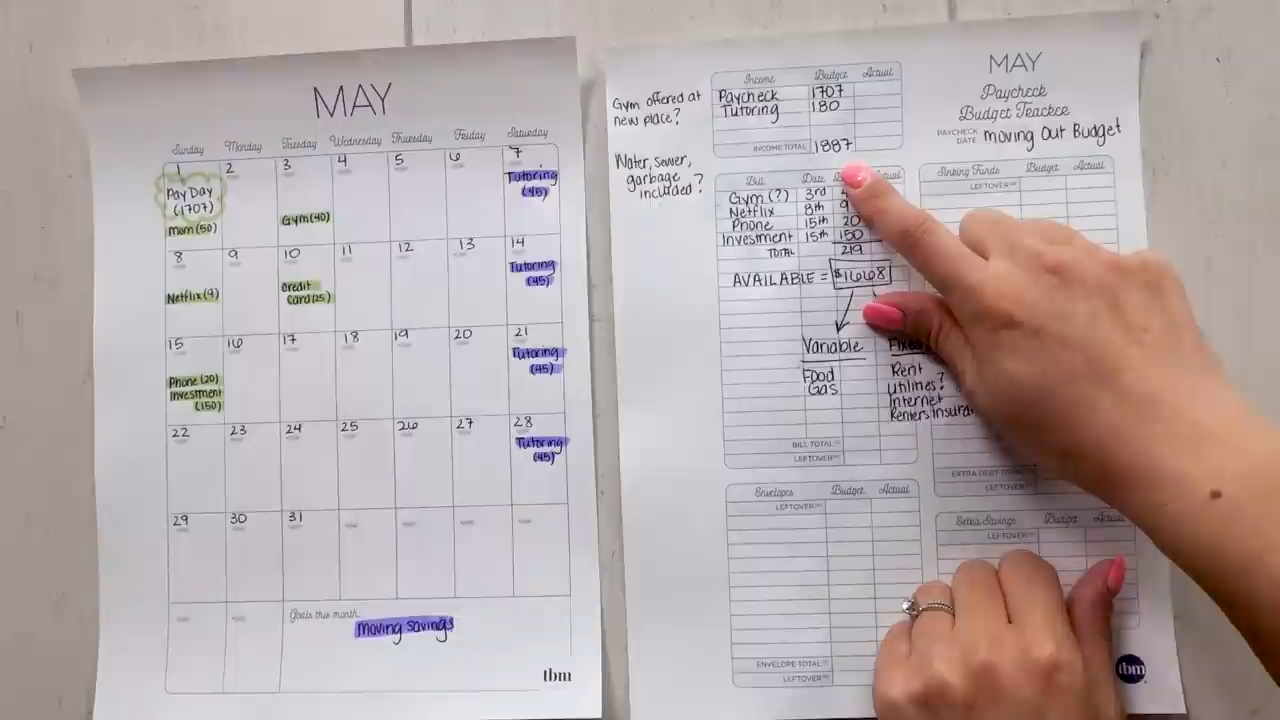 MAY
Sunday Monday Tuesday Wednesday Thursday Friday Saturday
1 2 3 4 5 6 7
Pay Day
(1707)
mom (50)
Gym (40)
Tutoring
(45)
8 9 10 11 12 13 14
Netflix (9)
credit
card (25)
Tutoring
(45)
15 16 17 18 19 20 21
Phone (20)
Investment
(150)
Tutoring
(45)
22 23 24 25 26 27 28
Tutoring
(45)
29 30 31
Goals this month:
moving savings
tbm
Gym offered at
new place?
Water, sewer,
garbage
included?
Income Budget Actual
Paycheck 1707
Tutoring 180
INCOME TOTAL 1887
MAY
Paycheck
Budget Tracker
PAYCHECK
DATE moving Out Budget
Bill Date
Gym (?) 3rd
Netflix 8th 9
Phone 15th 20
Investment 15th 150
TOTAL 219
AVAILABLE = $1668
Variable
Food
Gas
Rent
utilities?
Internet
BILL TOTAL
LEFTOVER
Sinking Funds Budget Actual
LEFTOVER
EXTRA DEBT TOTAL
LEFTOVER
Envelopes Budget Actual
LEFTOVER
ENVELOPE TOTAL
LEFTOVER
Extra Savings Budget Actual
LEFTOVER
tbm